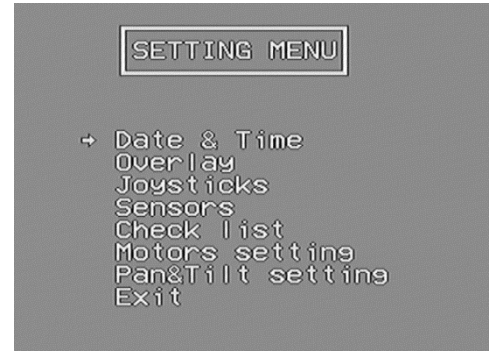 SETTING MENU
➔ Date & Time
Overlay
Joysticks
Sensors
Check list
Motors setting
Pan&Tilt setting
Exit